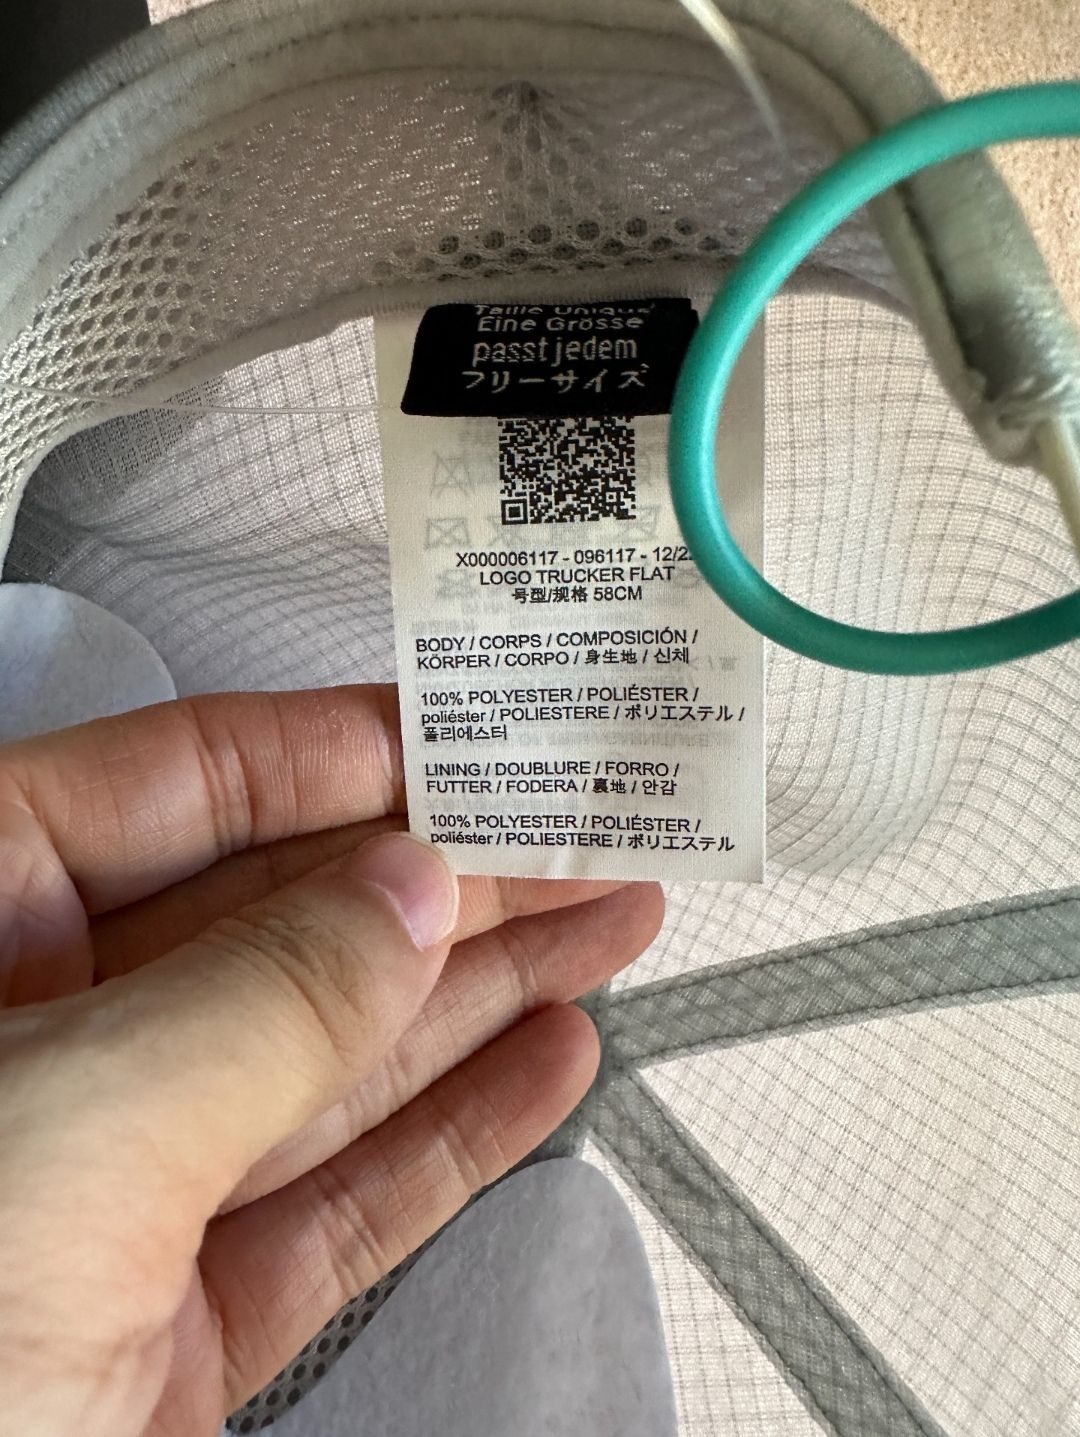 Taille Unique
Eine Grösse
passt jedem
フリーサイズ
X000006117 - 096117 - 12/2
LOGO TRUCKER FLAT
号型/规格 58CM
BODY / CORPS / COMPOSICIÓN /
KÖRPER / CORPO / 身生地 / 신체
100% POLYESTER / POLIÉSTER /
poliéster / POLIESTERE / ポリエステル /
폴리에스터
LINING / DOUBLURE / FORRO /
FUTTER / FODERA / 裏地 / 안감
100% POLYESTER / POLIÉSTER /
poliéster / POLIESTERE / ポリエステル